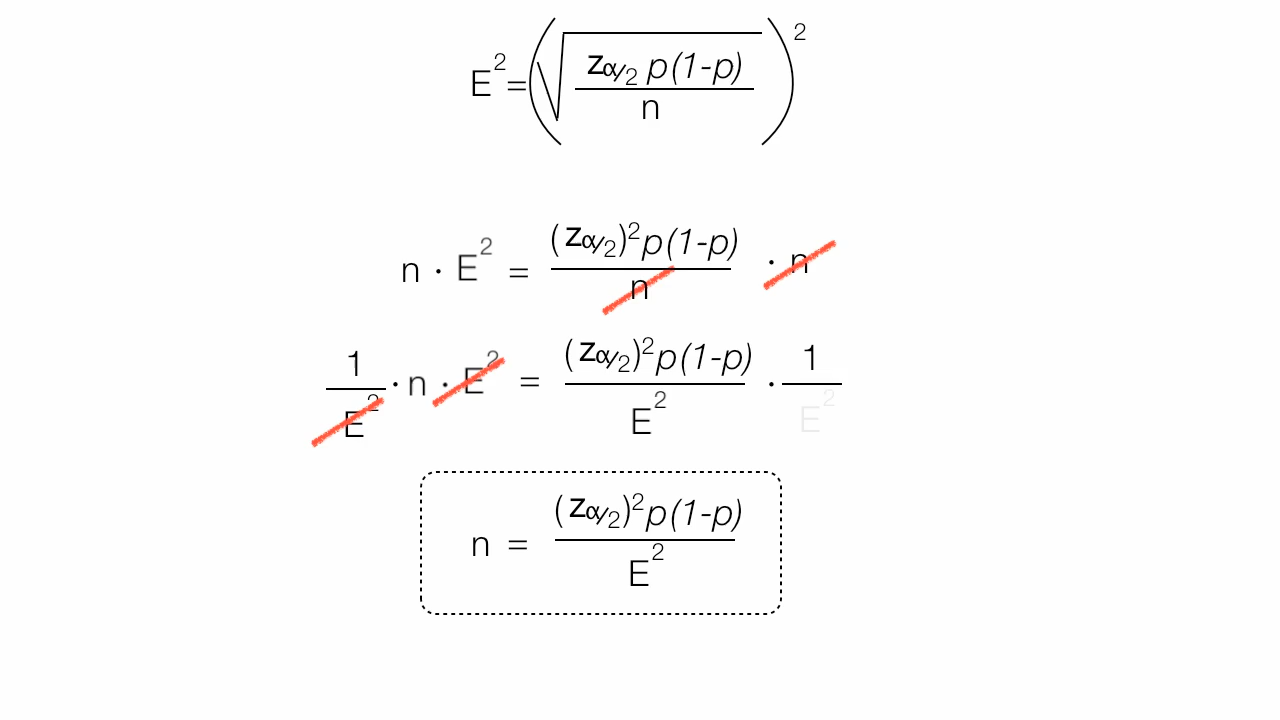 E² = (√(zα/2 p(1-p) / n))²
n · E² = (zα/2)² p(1-p) / n · n
1 / E² · n · E² = (zα/2)² p(1-p) / E² · 1 / E²
n = (zα/2)² p(1-p) / E²